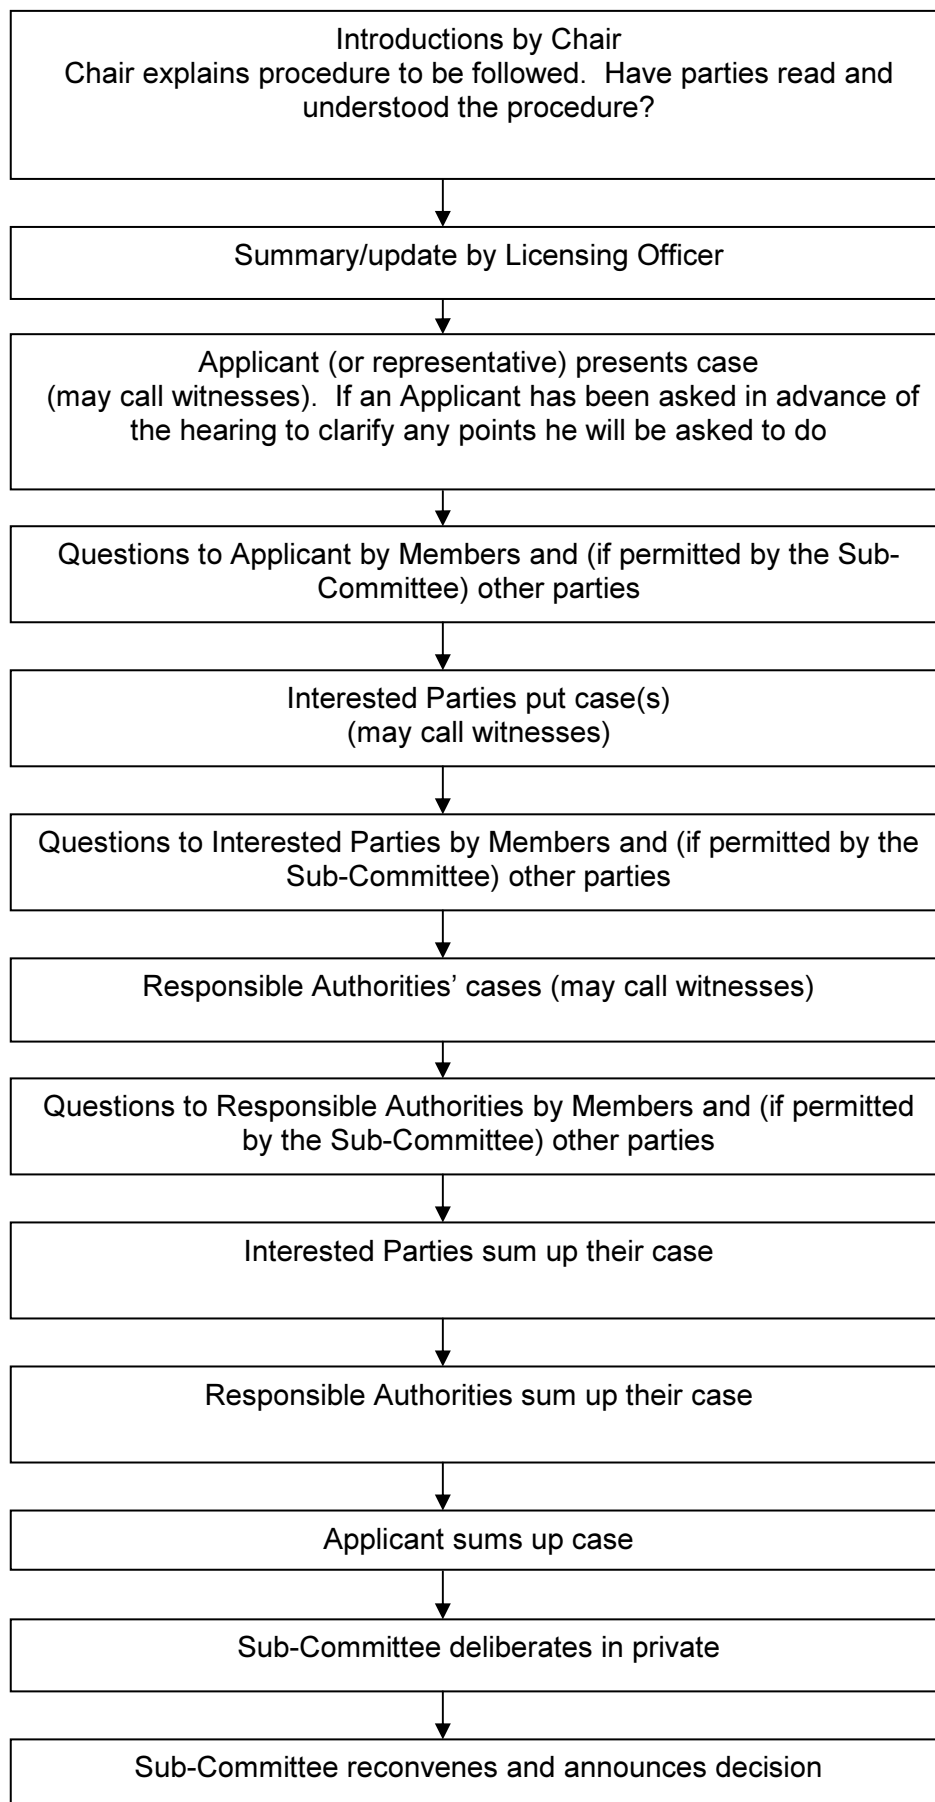 Introductions by Chair
Chair explains procedure to be followed.  Have parties read and
understood the procedure?
Summary/update by Licensing Officer
Applicant (or representative) presents case
(may call witnesses).  If an Applicant has been asked in advance of
the hearing to clarify any points he will be asked to do
Questions to Applicant by Members and (if permitted by the Sub-
Committee) other parties
Interested Parties put case(s)
(may call witnesses)
Questions to Interested Parties by Members and (if permitted by the
Sub-Committee) other parties
Responsible Authorities’ cases (may call witnesses)
Questions to Responsible Authorities by Members and (if permitted
by the Sub-Committee) other parties
Interested Parties sum up their case
Responsible Authorities sum up their case
Applicant sums up case
Sub-Committee deliberates in private
Sub-Committee reconvenes and announces decision